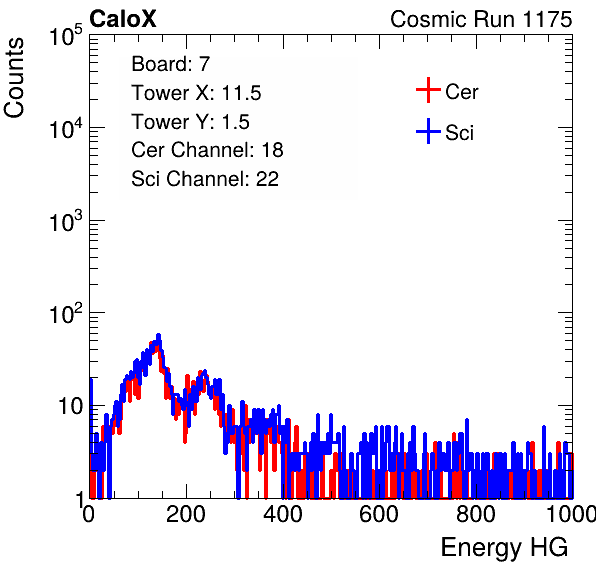 CaloX
Cosmic Run 1175
Counts
Board: 7
Tower X: 11.5
Tower Y: 1.5
Cer Channel: 18
Sci Channel: 22
Cer
Sci
10^5
10^4
10^3
10^2
10
1
0 200 400 600 800 1000
Energy HG